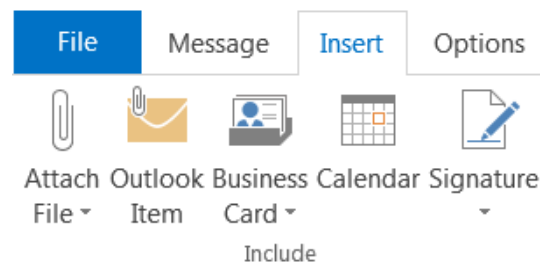 File Message Insert Options
Attach Outlook Business Calendar Signature
File Item Card
Include